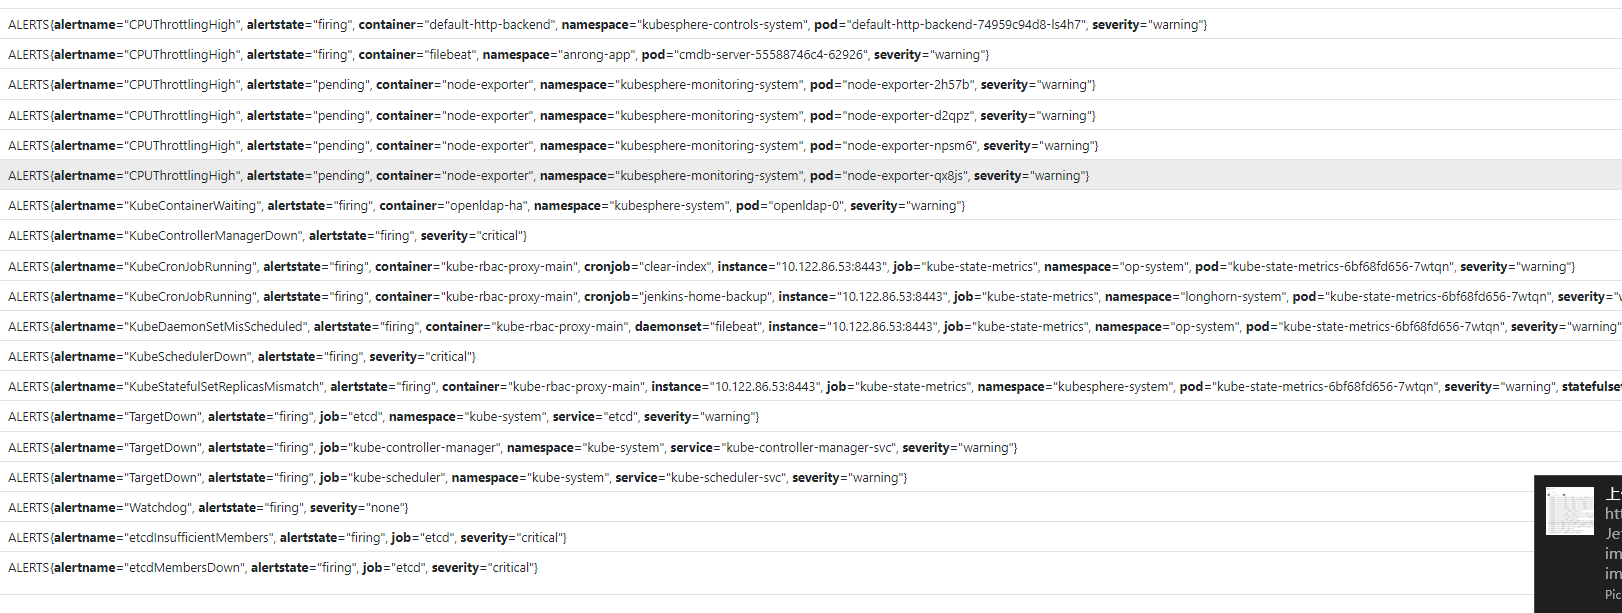 ALERTS{alertname="CPUThrottlingHigh", alertstate="firing", container="default-http-backend", namespace="kubesphere-controls-system", pod="default-http-backend-74959c94d8-ls4h7", severity="warning"}
ALERTS{alertname="CPUThrottlingHigh", alertstate="firing", container="filebeat", namespace="anrong-app", pod="cmdb-server-55588746c4-62926", severity="warning"}
ALERTS{alertname="CPUThrottlingHigh", alertstate="pending", container="node-exporter", namespace="kubesphere-monitoring-system", pod="node-exporter-2h57b", severity="warning"}
ALERTS{alertname="CPUThrottlingHigh", alertstate="pending", container="node-exporter", namespace="kubesphere-monitoring-system", pod="node-exporter-d2qpz", severity="warning"}
ALERTS{alertname="CPUThrottlingHigh", alertstate="pending", container="node-exporter", namespace="kubesphere-monitoring-system", pod="node-exporter-npsm6", severity="warning"}
ALERTS{alertname="CPUThrottlingHigh", alertstate="pending", container="node-exporter", namespace="kubesphere-monitoring-system", pod="node-exporter-qx8js", severity="warning"}
ALERTS{alertname="KubeContainerWaiting", alertstate="firing", container="openldap-ha", namespace="kubesphere-system", pod="openldap-0", severity="warning"}
ALERTS{alertname="KubeControllerManagerDown", alertstate="firing", severity="critical"}
ALERTS{alertname="KubeCronJobRunning", alertstate="firing", container="kube-rbac-proxy-main", cronjob="clear-index", instance="10.122.86.53:8443", job="kube-state-metrics", namespace="op-system", pod="kube-state-metrics-6bf68fd656-7wtqn", severity="warning"}
ALERTS{alertname="KubeCronJobRunning", alertstate="firing", container="kube-rbac-proxy-main", cronjob="jenkins-home-backup", instance="10.122.86.53:8443", job="kube-state-metrics", namespace="longhorn-system", pod="kube-state-metrics-6bf68fd656-7wtqn", severity="
ALERTS{alertname="KubeDaemonSetMisScheduled", alertstate="firing", container="kube-rbac-proxy-main", daemonset="filebeat", instance="10.122.86.53:8443", job="kube-state-metrics", namespace="op-system", pod="kube-state-metrics-6bf68fd656-7wtqn", severity="warning"
ALERTS{alertname="KubeSchedulerDown", alertstate="firing", severity="critical"}
ALERTS{alertname="KubeStatefulSetReplicasMismatch", alertstate="firing", container="kube-rbac-proxy-main", instance="10.122.86.53:8443", job="kube-state-metrics", namespace="kubesphere-system", pod="kube-state-metrics-6bf68fd656-7wtqn", severity="warning", statefulse
ALERTS{alertname="TargetDown", alertstate="firing", job="etcd", namespace="kube-system", service="etcd", severity="warning"}
ALERTS{alertname="TargetDown", alertstate="firing", job="kube-controller-manager", namespace="kube-system", service="kube-controller-manager-svc", severity="warning"}
ALERTS{alertname="TargetDown", alertstate="firing", job="kube-scheduler", namespace="kube-system", service="kube-scheduler-svc", severity="warning"}
ALERTS{alertname="Watchdog", alertstate="firing", severity="none"}
ALERTS{alertname="etcdInsufficientMembers", alertstate="firing", job="etcd", severity="critical"}
ALERTS{alertname="etcdMembersDown", alertstate="firing", job="etcd", severity="critical"}
上
htt
Je
im
im
Pic